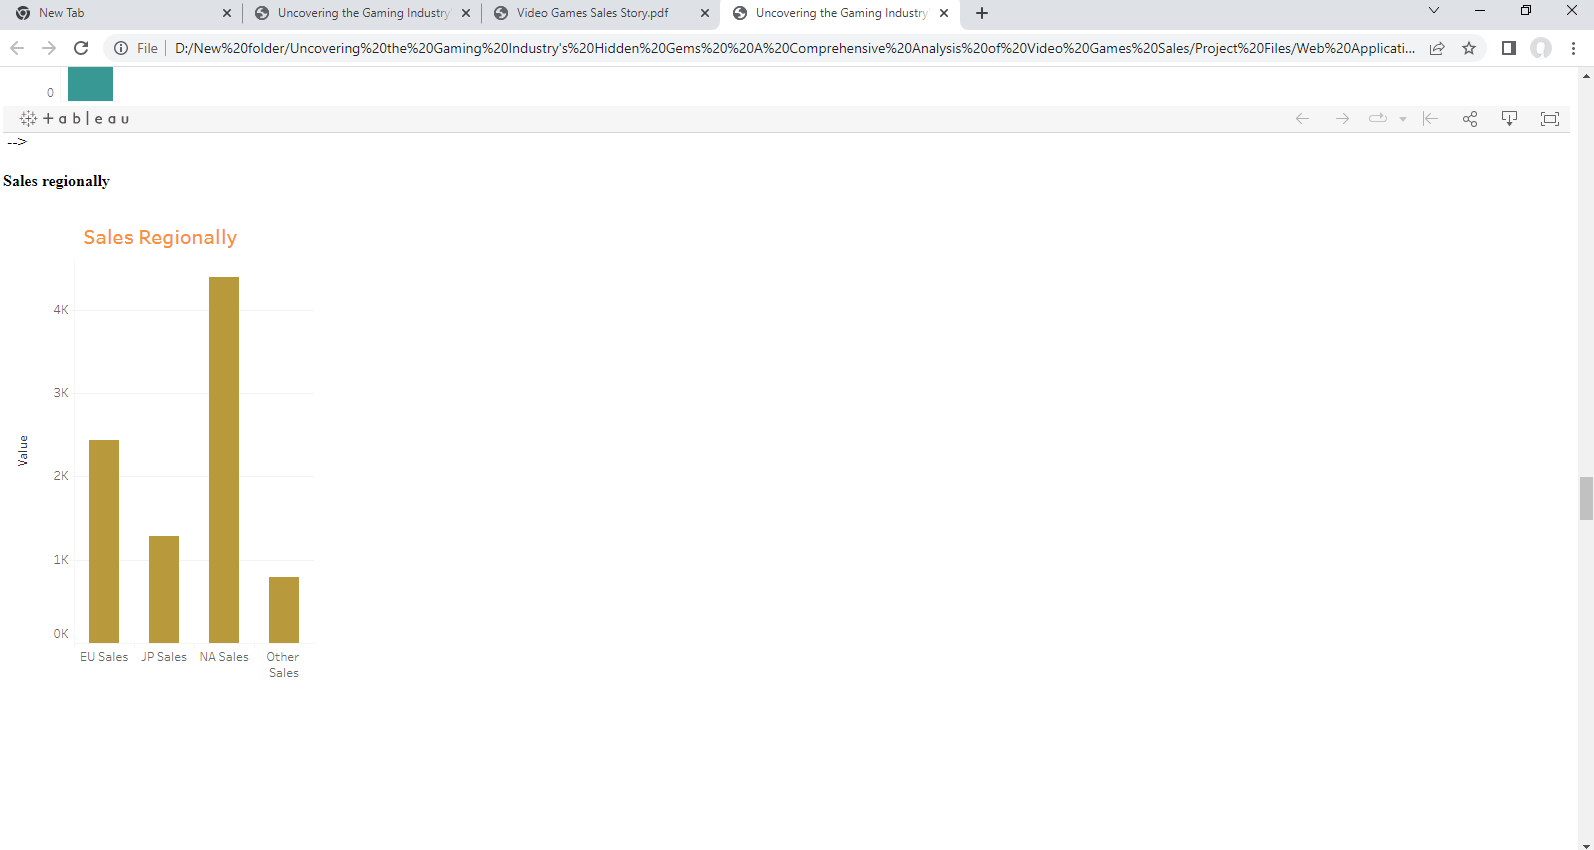 New Tab
Uncovering the Gaming Industry'
Video Games Sales Story.pdf
Uncovering the Gaming Industry
File
D:/New%20folder/Uncovering%20the%20Gaming%20Industry's%20Hidden%20Gems%20%20A%20Comprehensive%20Analysis%20of%20Video%20Games%20Sales/Project%20Files/Web%20Applicati...
0
+ableau
-->
Sales regionally
Sales Regionally
4K
3K
2K
1K
0K
Value
EU Sales
JP Sales
NA Sales
Other
Sales